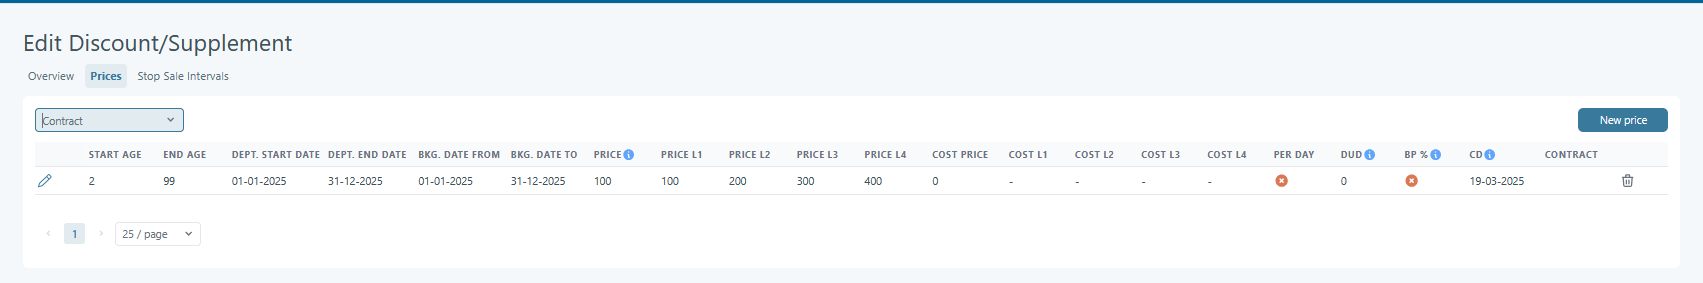 Edit Discount/Supplement
Overview Prices Stop Sale Intervals
Contract New price
START AGE END AGE DEPT. START DATE DEPT. END DATE BKG. DATE FROM BKG. DATE TO PRICE PRICE L1 PRICE L2 PRICE L3 PRICE L4 COST PRICE COST L1 COST L2 COST L3 COST L4 PER DAY DUD BP % CD CONTRACT
2 99 01-01-2025 31-12-2025 01-01-2025 31-12-2025 100 100 200 300 400 0 - - - - 0 19-03-2025
1 25 / page